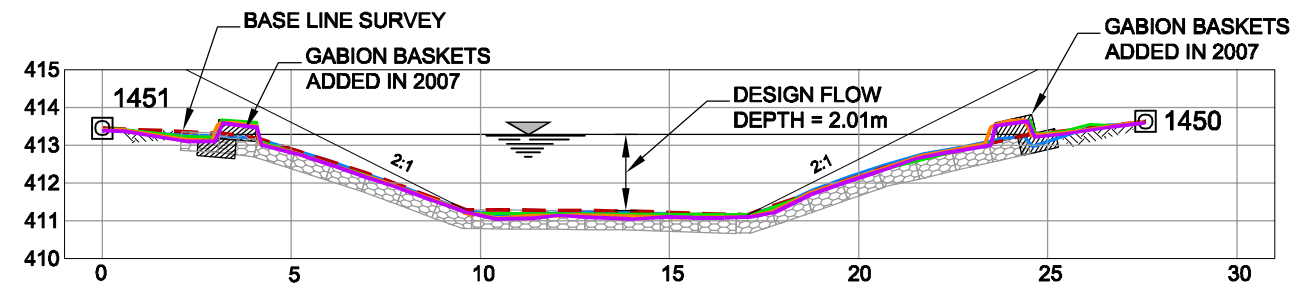 BASE LINE SURVEY
GABION BASKETS
ADDED IN 2007
GABION BASKETS
ADDED IN 2007
DESIGN FLOW
DEPTH = 2.01m
1451
1450
2:1
2:1
415
414
413
412
411
410
0 5 10 15 20 25 30